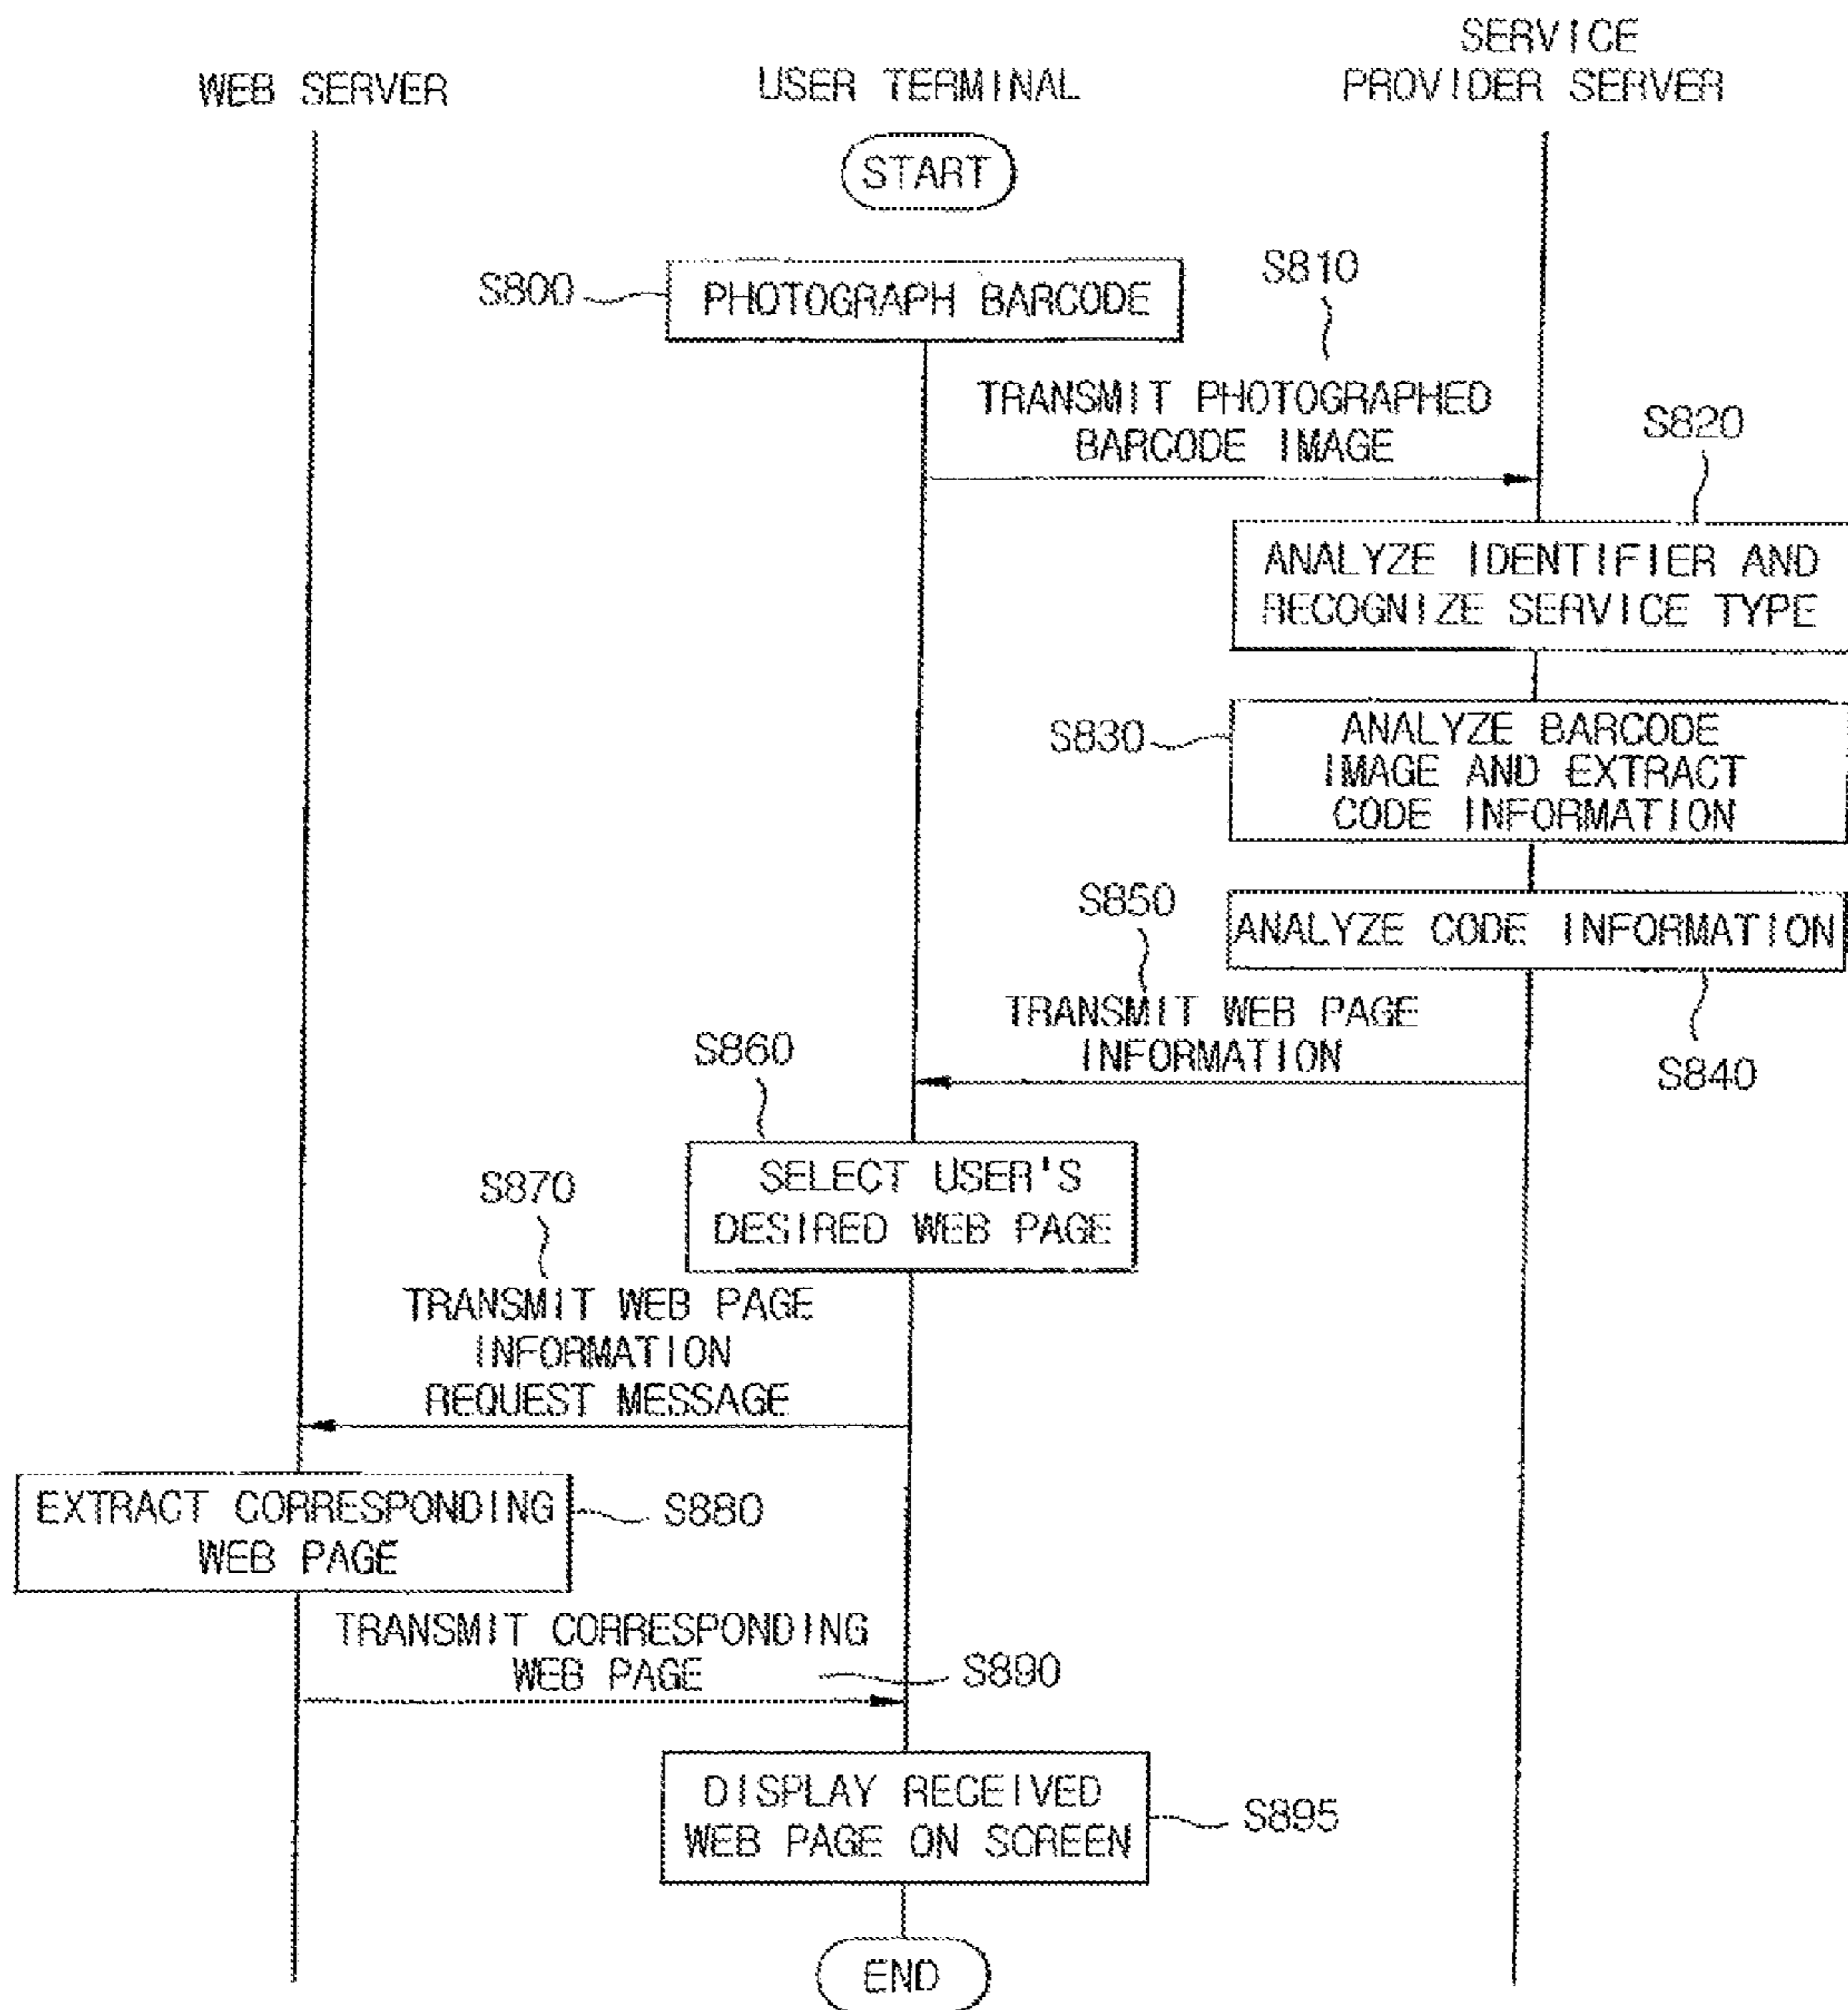 WEB SERVER
USER TERMINAL
SERVICE
PROVIDER SERVER
START
S800
PHOTOGRAPH BARCODE
S810
TRANSMIT PHOTOGRAPHED
BARCODE IMAGE
S820
ANALYZE IDENTIFIER AND
RECOGNIZE SERVICE TYPE
S830
ANALYZE BARCODE
IMAGE AND EXTRACT
CODE INFORMATION
S850
ANALYZE CODE INFORMATION
TRANSMIT WEB PAGE
INFORMATION
S840
S860
SELECT USER'S
DESIRED WEB PAGE
S870
TRANSMIT WEB PAGE
INFORMATION
REQUEST MESSAGE
EXTRACT CORRESPONDING
WEB PAGE
S880
TRANSMIT CORRESPONDING
WEB PAGE
S890
DISPLAY RECEIVED
WEB PAGE ON SCREEN
S895
END